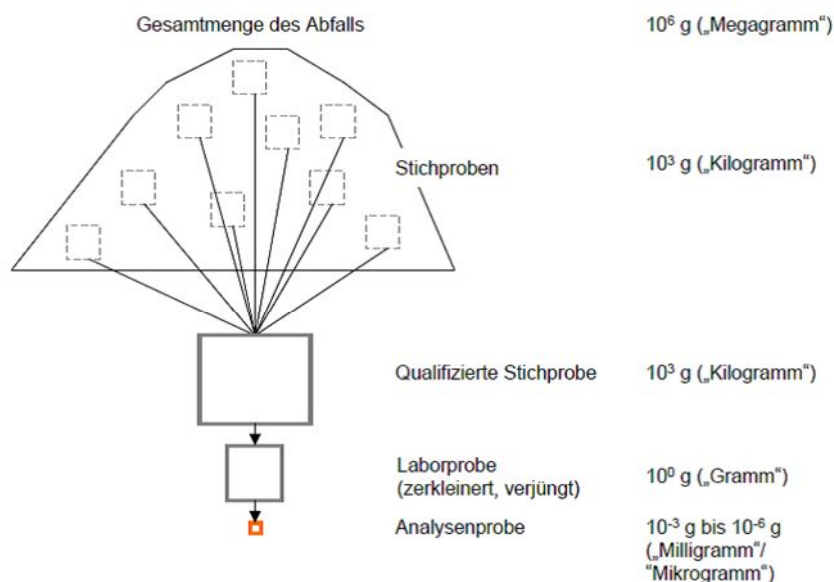 Gesamtmenge des Abfalls
10⁶ g („Megagramm“)
Stichproben
10³ g („Kilogramm“)
Qualifizierte Stichprobe
10³ g („Kilogramm“)
Laborprobe
(zerkleinert, verjüngt)
10⁰ g („Gramm“)
Analysenprobe
10⁻³ g bis 10⁻⁶ g
(„Milligramm“/
“Mikrogramm“)